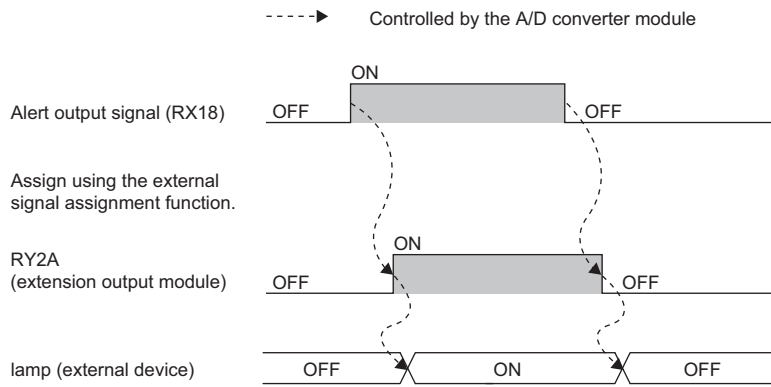 Controlled by the A/D converter module
ON
Alert output signal (RX18)
OFF
OFF
Assign using the external
signal assignment function.
ON
RY2A
(extension output module)
OFF
OFF
lamp (external device)
OFF
ON
OFF